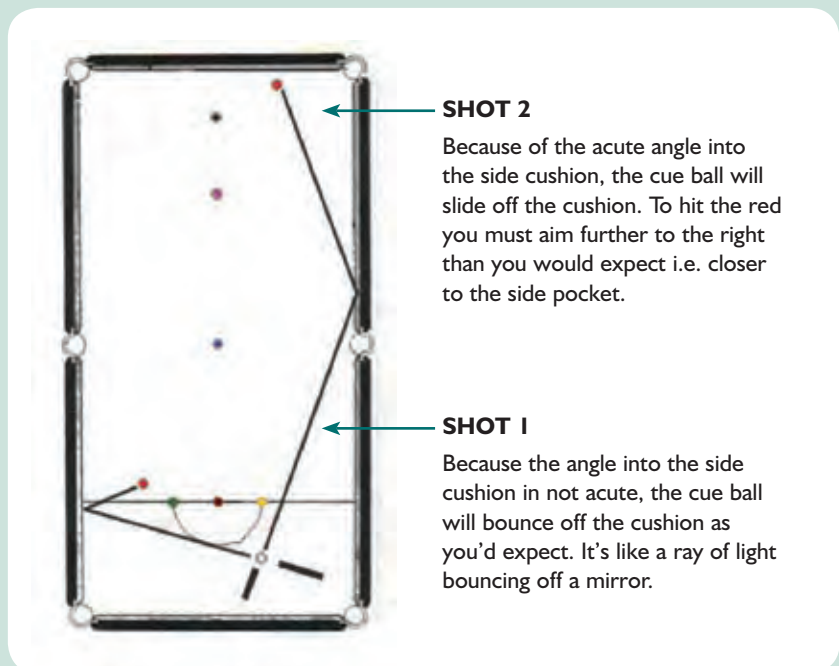 SHOT 2
Because of the acute angle into
the side cushion, the cue ball will
slide off the cushion. To hit the red
you must aim further to the right
than you would expect i.e. closer
to the side pocket.
SHOT 1
Because the angle into the side
cushion in not acute, the cue ball
will bounce off the cushion as
you'd expect. It's like a ray of light
bouncing off a mirror.